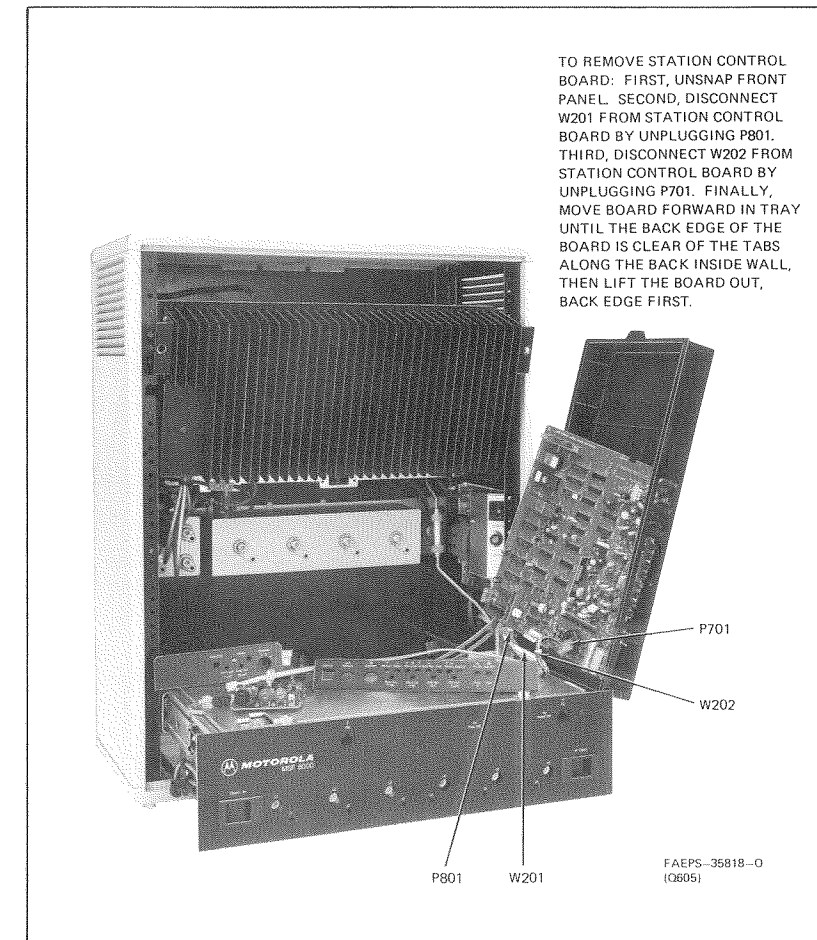 TO REMOVE STATION CONTROL
BOARD: FIRST, UNSNAP FRONT
PANEL. SECOND, DISCONNECT
W201 FROM STATION CONTROL
BOARD BY UNPLUGGING P801.
THIRD, DISCONNECT W202 FROM
STATION CONTROL BOARD BY
UNPLUGGING P701. FINALLY,
MOVE BOARD FORWARD IN TRAY
UNTIL THE BACK EDGE OF THE
BOARD IS CLEAR OF THE TABS
ALONG THE BACK INSIDE WALL,
THEN LIFT THE BOARD OUT,
BACK EDGE FIRST.
P701
W202
MOTOROLA
P801
W201
FAEPS-35818-O
(Q605)